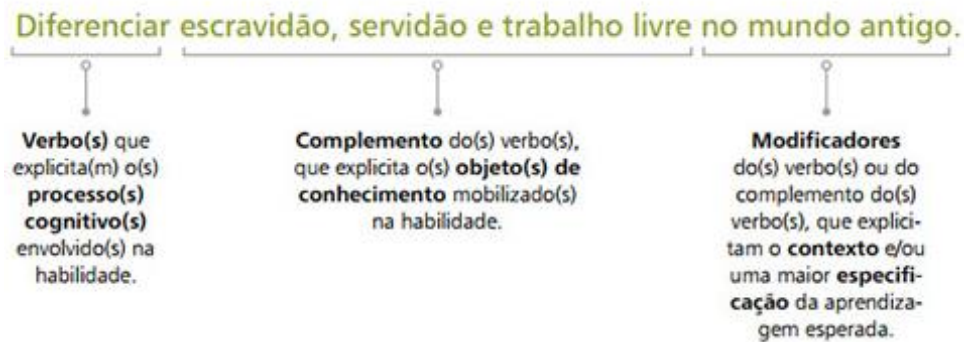 Diferenciar escravidão, servidão e trabalho livre no mundo antigo.
Verbo(s) que
explicita(m) o(s)
processo(s)
cognitivo(s)
envolvido(s) na
habilidade.
Complemento do(s) verbo(s),
que explicita o(s) objeto(s) de
conhecimento mobilizado(s)
na habilidade.
Modificadores
do(s) verbo(s) ou do
complemento do(s)
verbo(s), que explici-
tam o contexto e/ou
uma maior especifi-
cação da aprendiza-
gem esperada.